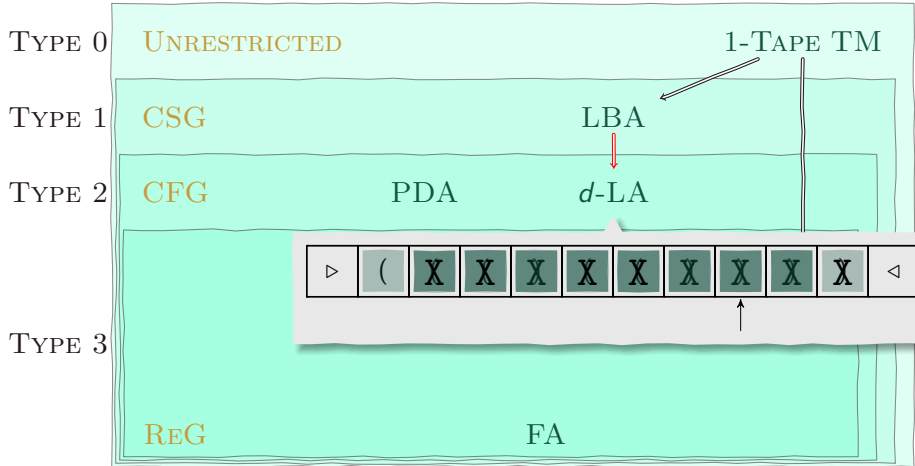 TYPE 0 UNRESTRICTED 1-TAPE TM
TYPE 1 CSG LBA
TYPE 2 CFG PDA d-LA
▷ ( X X X X X X X X X ◁
TYPE 3
REG FA